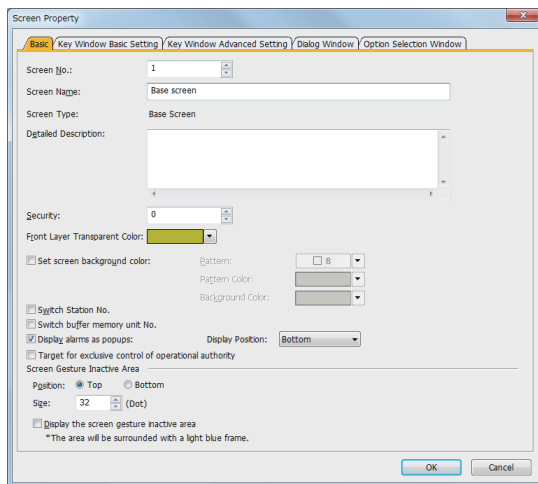 Screen Property
Basic Key Window Basic Setting Key Window Advanced Setting Dialog Window Option Selection Window
Screen No.: 1
Screen Name: Base screen
Screen Type: Base Screen
Detailed Description:
Security: 0
Front Layer Transparent Color:
Set screen background color: Pattern: 8
Pattern Color:
Background Color:
Switch Station No.
Switch buffer memory unit No.
Display alarms as popups: Display Position: Bottom
Target for exclusive control of operational authority
Screen Gesture Inactive Area
Position: Top Bottom
Size: 32 (Dot)
Display the screen gesture inactive area
*The area will be surrounded with a light blue frame.
OK Cancel